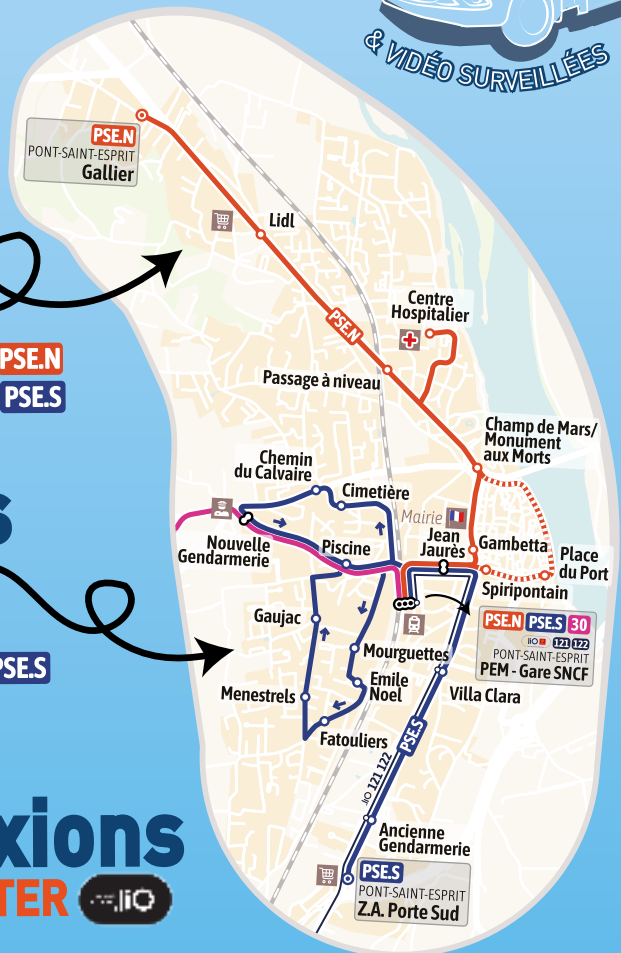 & VIDÉO SURVEILLÉES
PSE.N
PONT-SAINT-ESPRIT
Gallier
Lidl
Centre
Hospitalier
PSE.N
PSE.N
PSE.S
Passage à niveau
Champ de Mars/
Monument
aux Morts
Chemin
du Calvaire
Cimetière
Mairie
Jean
Jaurès
Gambetta
Nouvelle
Gendarmerie
Piscine
Place
du Port
Spiripontain
Gaujac
PSE.N PSE.S 30
liO 121 122
PONT-SAINT-ESPRIT
PEM - Gare SNCF
Mourguettes
PSE.S
Emile
Noel
Menestrels
Villa Clara
Fatouliers
PSE.S
liO 121 122
xions
Ancienne
Gendarmerie
PSE.S
PONT-SAINT-ESPRIT
Z.A. Porte Sud
TER liO